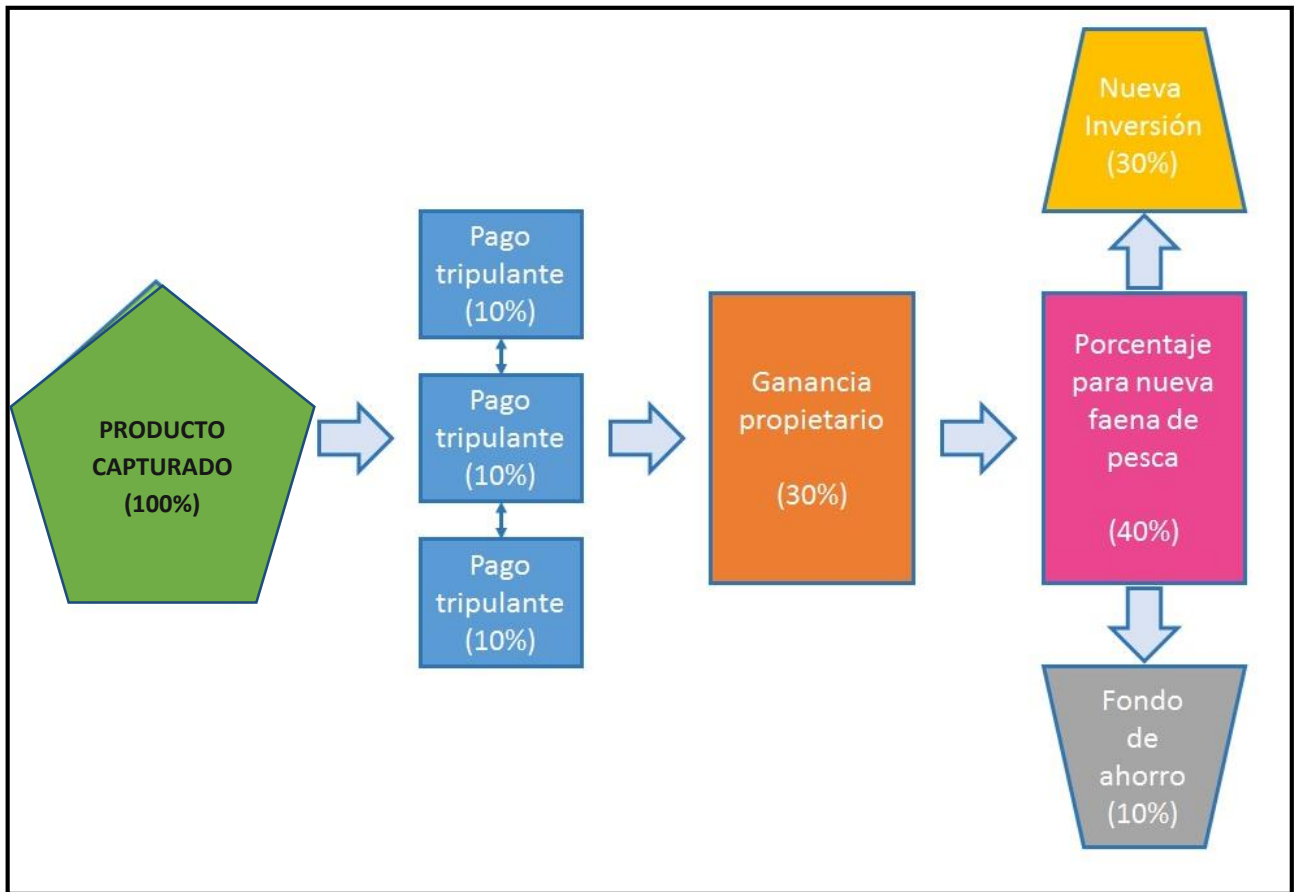 PRODUCTO
CAPTURADO
(100%)
Pago
tripulante
(10%)
Pago
tripulante
(10%)
Pago
tripulante
(10%)
Ganancia
propietario
(30%)
Porcentaje
para nueva
faena de
pesca
(40%)
Nueva
Inversión
(30%)
Fondo
de
ahorro
(10%)